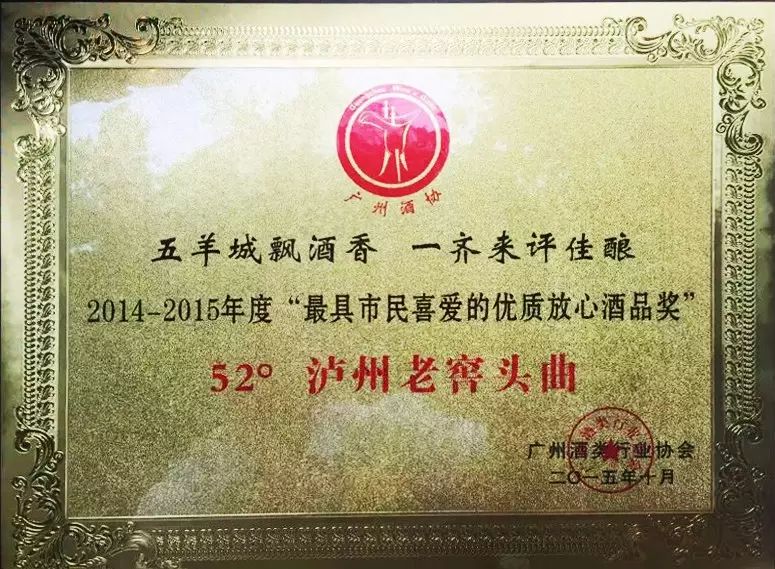 广州酒协
五羊城飘酒香 一齐来评佳酿
2014-2015年度“最具市民喜爱的优质放心酒品奖”
52° 泸州老窖头曲
广州酒类行业协会
二〇一五年十月